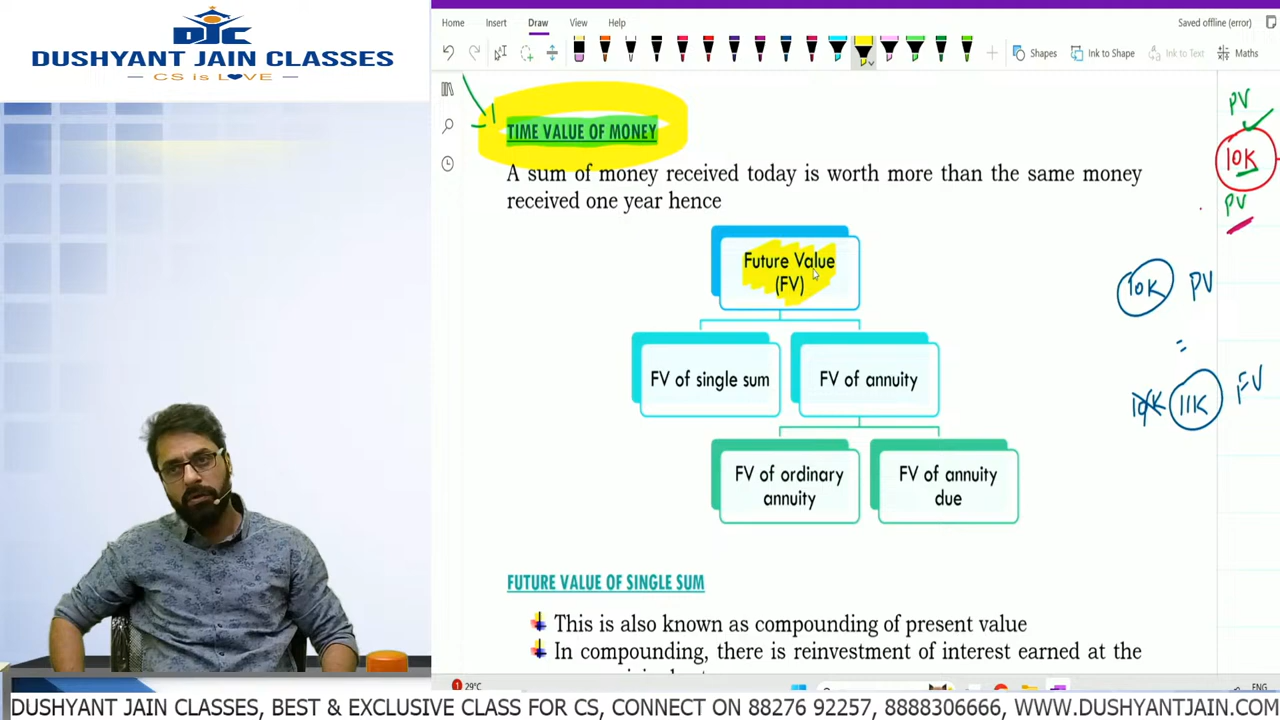 DJC
DUSHYANT JAIN CLASSES
CS is LOVE
Home Insert Draw View Help
Saved offline (error)
Shapes Ink to Shape Ink to Text Maths
TIME VALUE OF MONEY
A sum of money received today is worth more than the same money
received one year hence
Future Value
(FV)
FV of single sum
FV of annuity
FV of ordinary
annuity
FV of annuity
due
PV
10K
PV
10K PV
=
10K 11K FV
FUTURE VALUE OF SINGLE SUM
This is also known as compounding of present value
In compounding, there is reinvestment of interest earned at the
1
29°C
ENG
DUSHYANT JAIN CLASSES, BEST & EXCLUSIVE CLASS FOR CS, CONNECT ON 88276 92257, 8888306666, WWW.DUSHYANTJAIN.COM